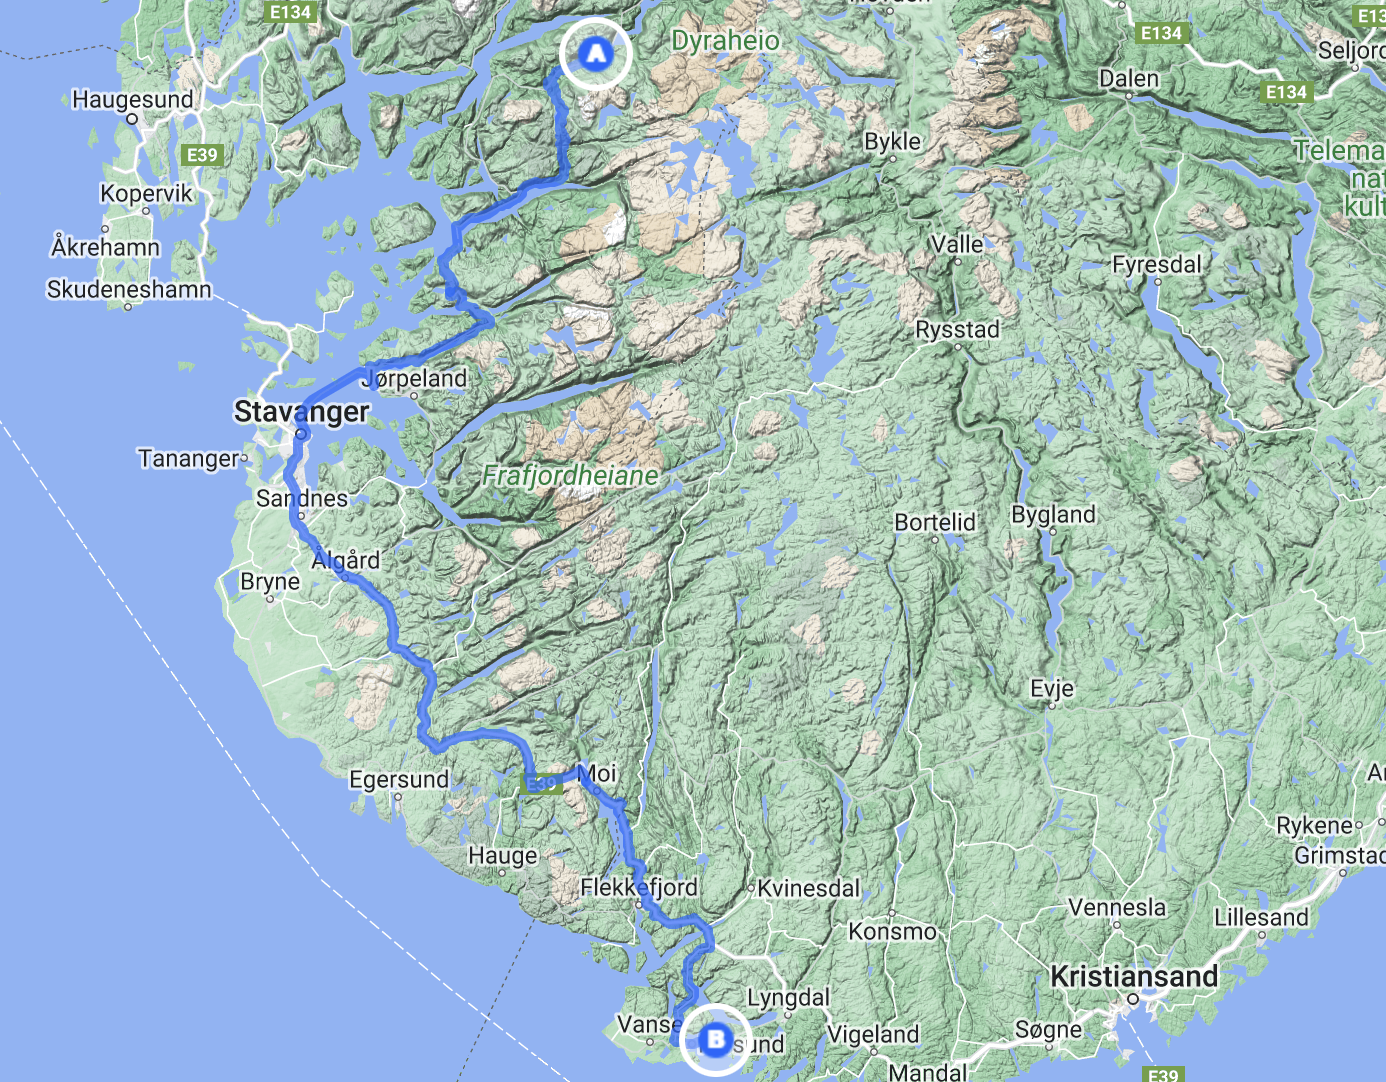 E134
Dyraheio
E134
E13
Seljord
Dalen
E134
Haugesund
E39
Bykle
Telema
nat
kult
Kopervik
Åkrehamn
Valle
Fyresdal
Skudeneshamn
Rysstad
Jørpeland
Stavanger
Tananger
Frafjordheiane
Sandnes
Bortelid
Bygland
Ålgård
Bryne
Evje
Egersund
E39
Moi
Rykene
Hauge
Grimstad
Flekkefjord
Kvinesdal
Vennesla
Lillesand
Konsmo
Kristiansand
Lyngdal
Vanse
sund
Vigeland
Søgne
Mandal
E39
A
B